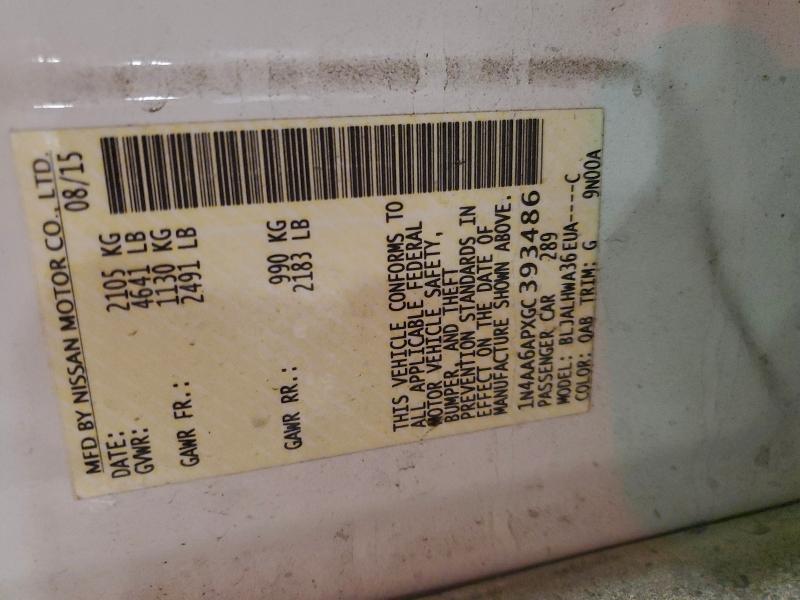 MFD BY NISSAN MOTOR CO., LTD.
DATE: 08/15
GVWR: 2105 KG
4641 LB
GAWR FR.: 1130 KG
2491 LB
GAWR RR.: 990 KG
2183 LB
THIS VEHICLE CONFORMS TO
ALL APPLICABLE FEDERAL
MOTOR VEHICLE SAFETY,
BUMPER, AND THEFT
PREVENTION STANDARDS IN
EFFECT ON THE DATE OF
MANUFACTURE SHOWN ABOVE.
1N4AA6APXGC393486
PASSENGER CAR 289
MODEL: BLJALHWA36EUA----C
COLOR: QAB TRIM: G 9N00A